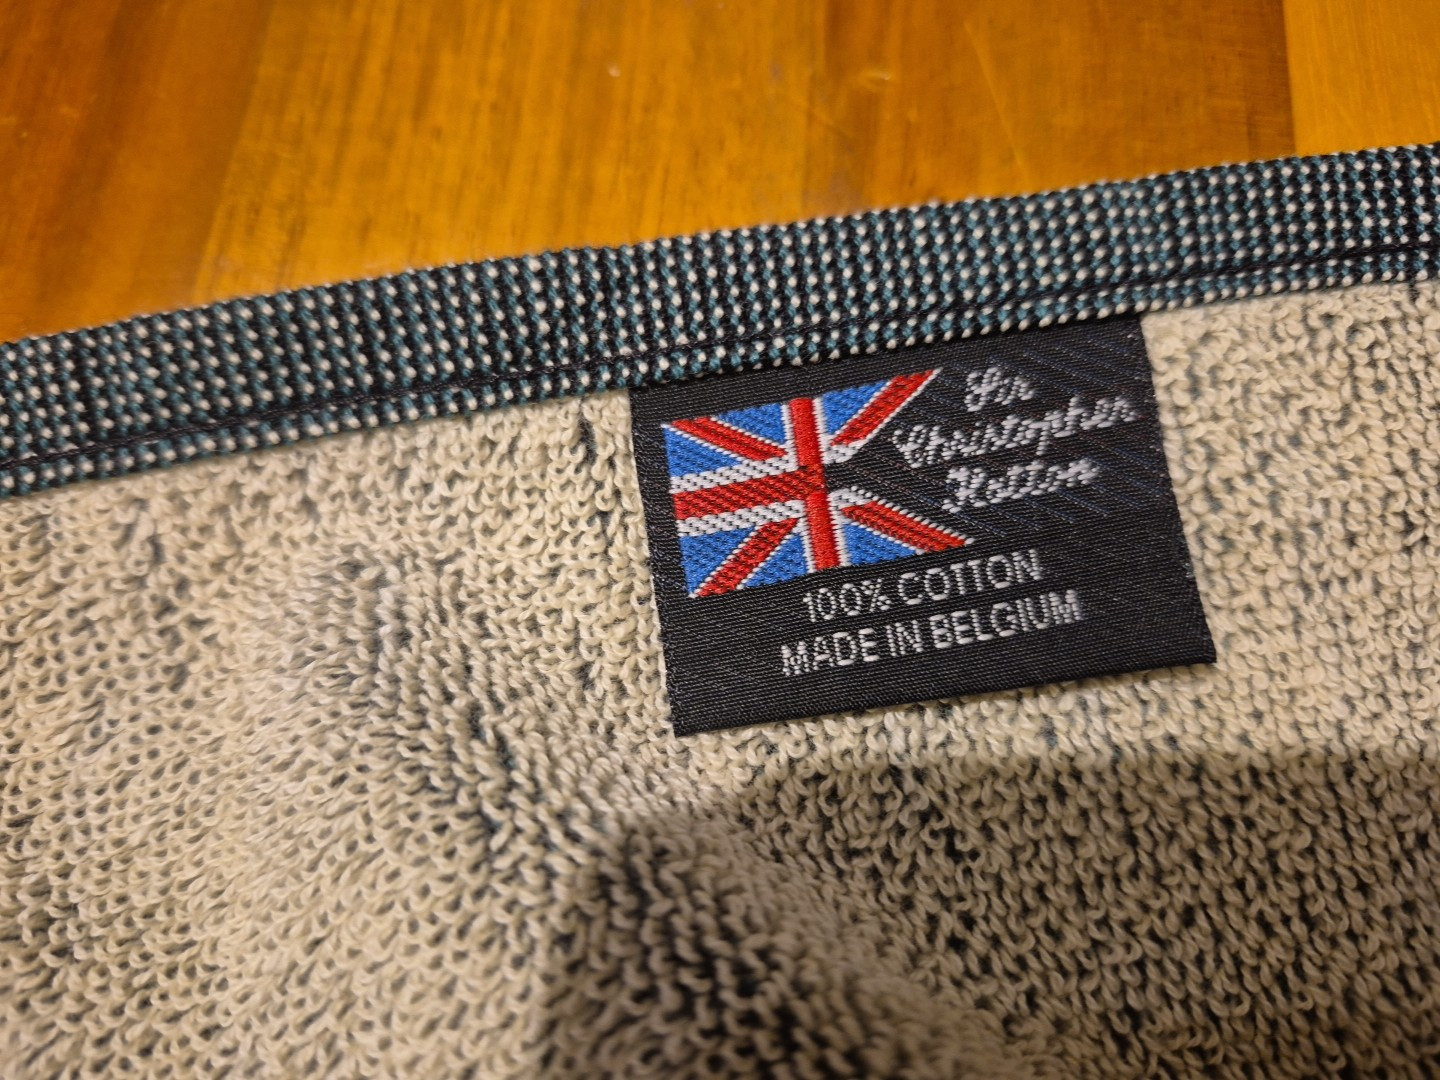 Sir
Christopher
Hatton
100% COTTON
MADE IN BELGIUM